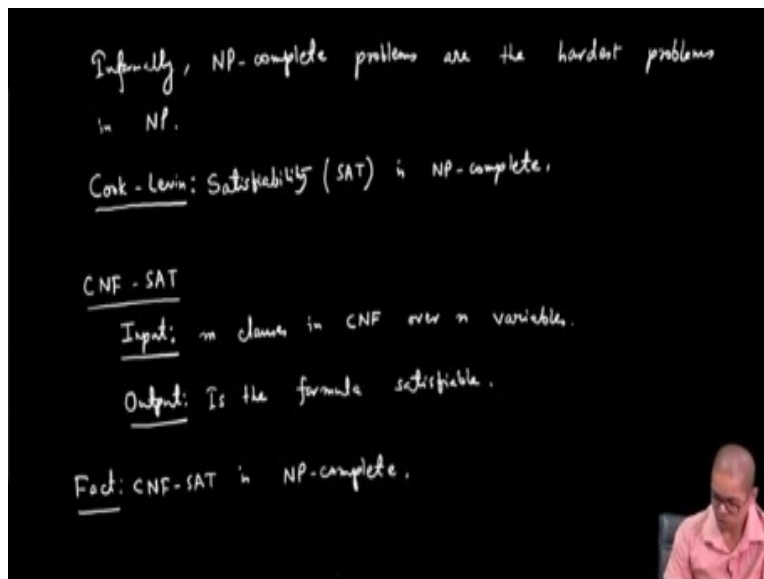 Informally, NP-complete problems are the hardest problems
in NP.
Cook-Levin: Satisfiability (SAT) is NP-complete.
CNF-SAT
Input: m clauses in CNF over n variables.
Output: Is the formula satisfiable.
Fact: CNF-SAT is NP-complete.